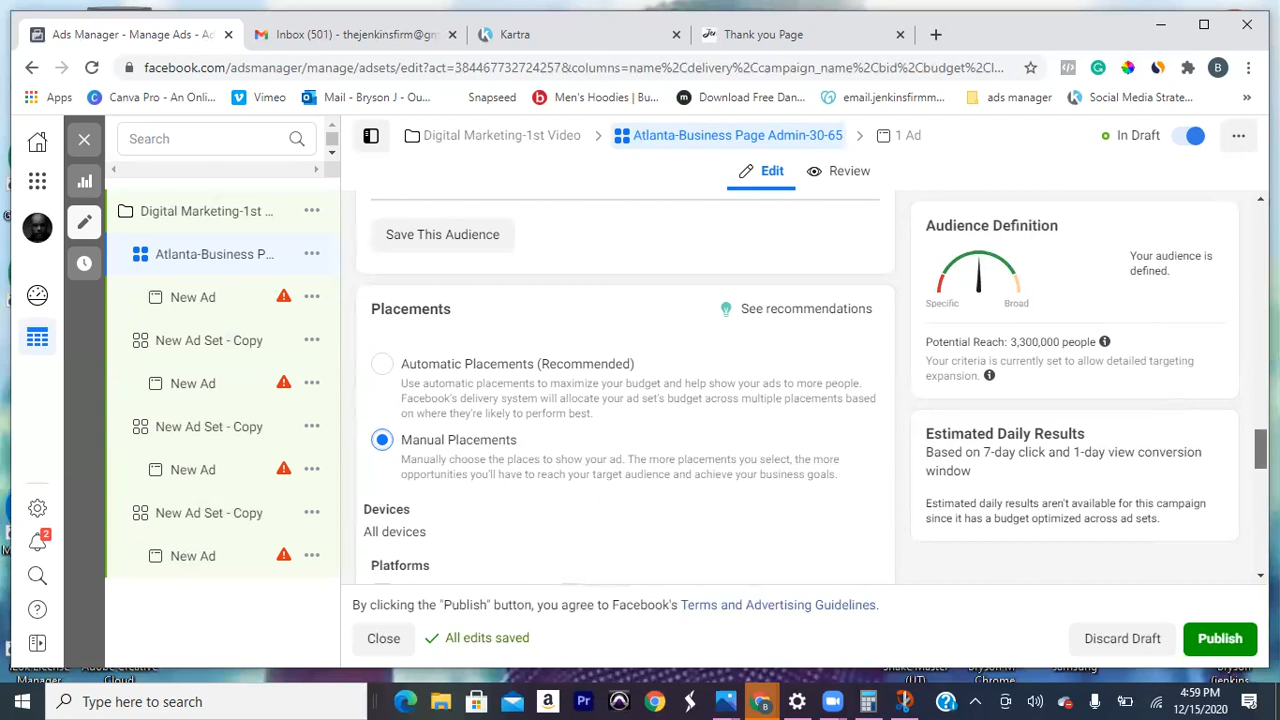 Ads Manager - Manage Ads - Ad
Inbox (501) - thejenkinsfirm@gm
Kartra
Thank you Page
facebook.com/adsmanager/manage/adsets/edit?act=384467732724257&columns=name%2Cdelivery%2Ccampaign_name%2Cbid%2Cbudget%2Cl...
B
Apps
Canva Pro - An Onli...
Vimeo
Mail - Bryson J - Ou...
Snapseed
Men's Hoodies | Bu...
Download Free Dan...
email.jenkinsfirmm...
ads manager
Social Media Strate...
Search
Digital Marketing-1st Video
Atlanta-Business Page Admin-30-65
1 Ad
In Draft
Edit
Review
Digital Marketing-1st ...
Atlanta-Business P...
New Ad
New Ad Set - Copy
New Ad
New Ad Set - Copy
New Ad
New Ad Set - Copy
New Ad
2
Save This Audience
Placements
See recommendations
Automatic Placements (Recommended)
Use automatic placements to maximize your budget and help show your ads to more people.
Facebook's delivery system will allocate your ad set's budget across multiple placements based
on where they're likely to perform best.
Manual Placements
Manually choose the places to show your ad. The more placements you select, the more
opportunities you'll have to reach your target audience and achieve your business goals.
Devices
All devices
Platforms
Audience Definition
Your audience is
defined.
Specific
Broad
Potential Reach: 3,300,000 people
Your criteria is currently set to allow detailed targeting
expansion.
Estimated Daily Results
Based on 7-day click and 1-day view conversion
window
Estimated daily results aren't available for this campaign
since it has a budget optimized across ad sets.
By clicking the "Publish" button, you agree to Facebook's Terms and Advertising Guidelines.
Close
All edits saved
Discard Draft
Publish
Manager
Cloud
(UT)
Chrome
Samsung
jenkins
Type here to search
4:59 PM
12/15/2020